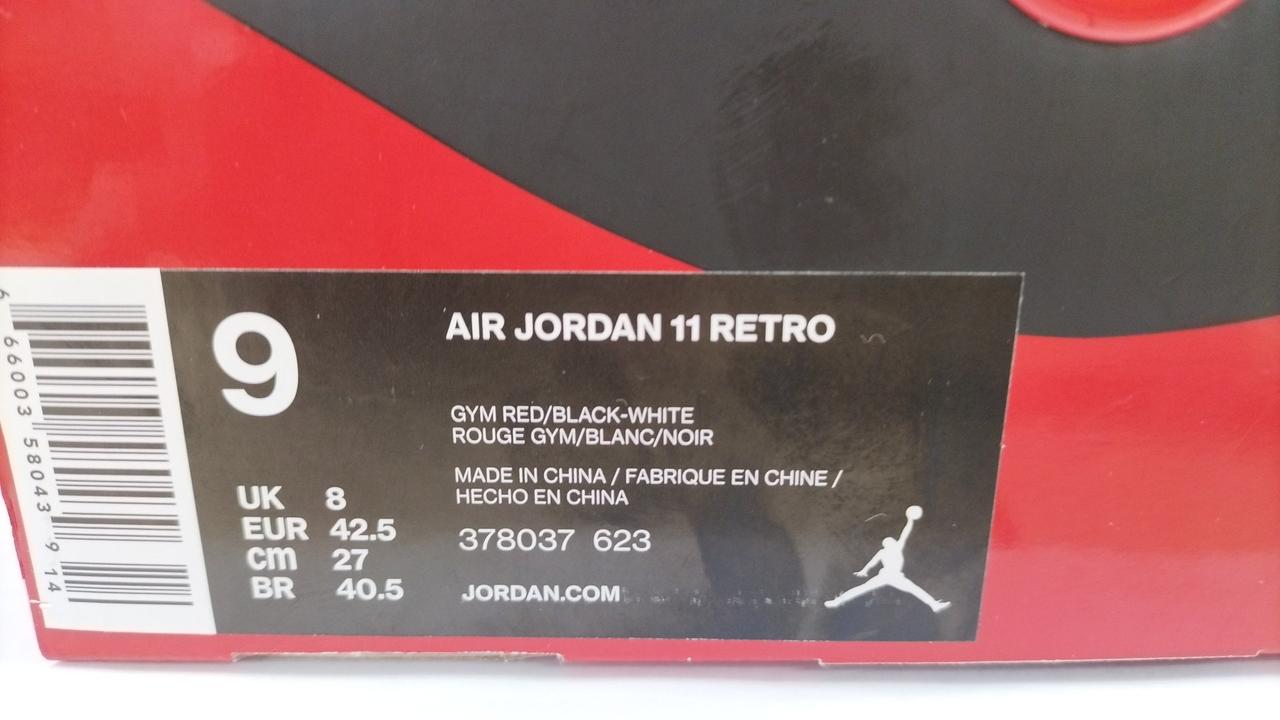 6 66003 58043 9 14
9
AIR JORDAN 11 RETRO
GYM RED/BLACK-WHITE
ROUGE GYM/BLANC/NOIR
MADE IN CHINA / FABRIQUE EN CHINE /
HECHO EN CHINA
UK 8
EUR 42.5
cm 27
BR 40.5
378037 623
JORDAN.COM